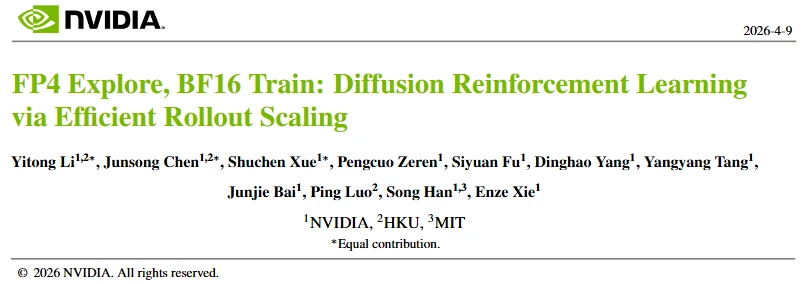 NVIDIA.
2026-4-9
FP4 Explore, BF16 Train: Diffusion Reinforcement Learning
via Efficient Rollout Scaling
Yitong Li1,2*, Junsong Chen1,2*, Shuchen Xue1*, Pengcuo Zeren1, Siyuan Fu1, Dinghao Yang1, Yangyang Tang1,
Junjie Bai1, Ping Luo2, Song Han1,3, Enze Xie1
1NVIDIA, 2HKU, 3MIT
*Equal contribution.
© 2026 NVIDIA. All rights reserved.